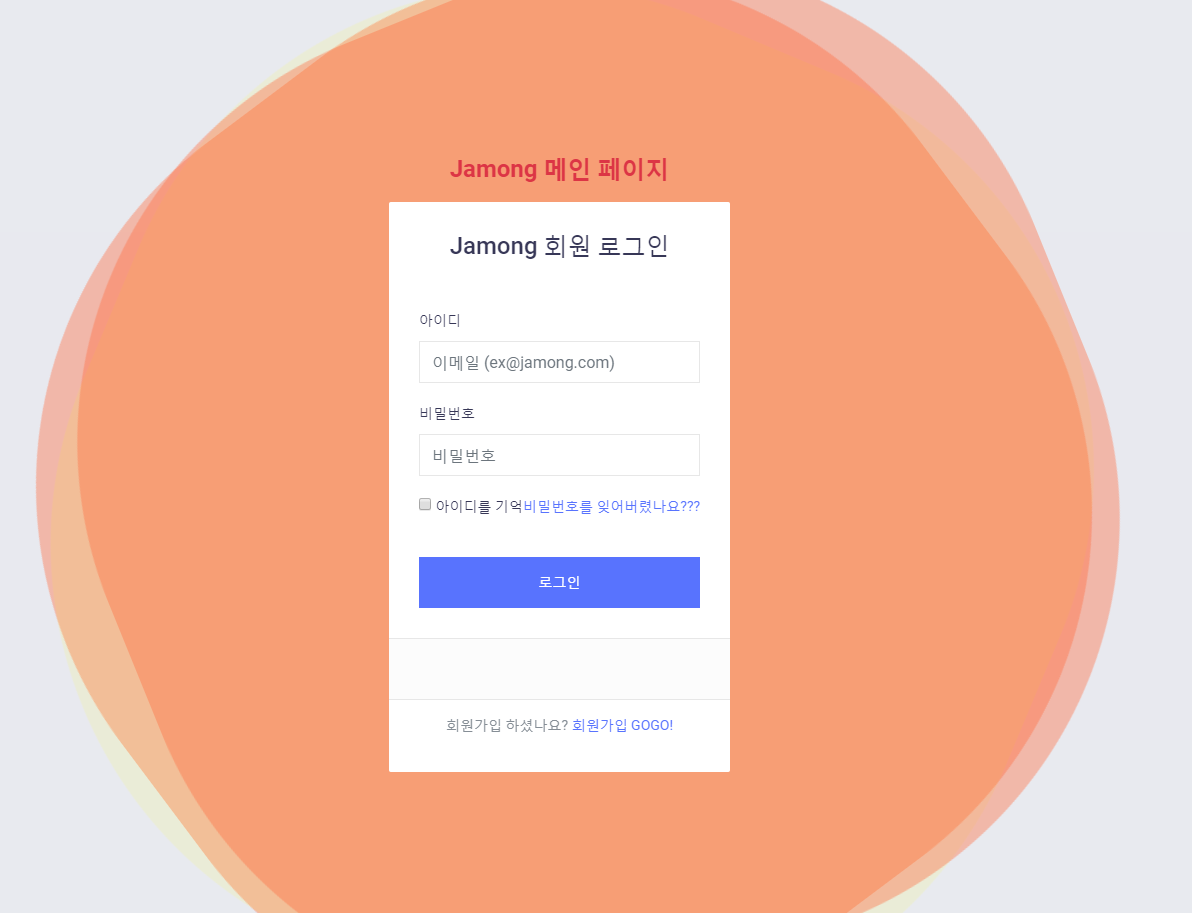 Jamong 메인 페이지
Jamong 회원 로그인
아이디
이메일 (ex@jamong.com)
비밀번호
비밀번호
아이디를 기억비밀번호를 잊어버렸나요???
로그인
회원가입 하셨나요? 회원가입 GOGO!